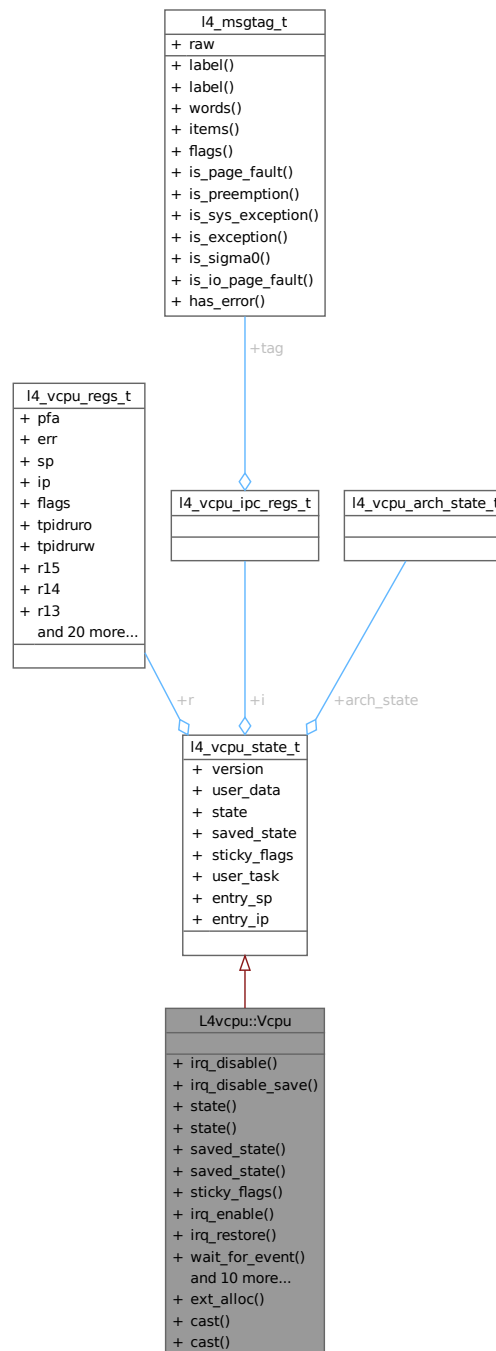 l4_msgtag_t
+ raw
+ label()
+ label()
+ words()
+ items()
+ flags()
+ is_page_fault()
+ is_preemption()
+ is_sys_exception()
+ is_exception()
+ is_sigma0()
+ is_io_page_fault()
+ has_error()
+tag
l4_vcpu_regs_t
+ pfa
+ err
+ sp
+ ip
+ flags
+ tpidruro
+ tpidrurw
+ r15
+ r14
+ r13
and 20 more...
l4_vcpu_ipc_regs_t
l4_vcpu_arch_state_t
+r
+i
+arch_state
l4_vcpu_state_t
+ version
+ user_data
+ state
+ saved_state
+ sticky_flags
+ user_task
+ entry_sp
+ entry_ip
L4vcpu::Vcpu
+ irq_disable()
+ irq_disable_save()
+ state()
+ state()
+ saved_state()
+ saved_state()
+ sticky_flags()
+ irq_enable()
+ irq_restore()
+ wait_for_event()
and 10 more...
+ ext_alloc()
+ cast()
+ cast()